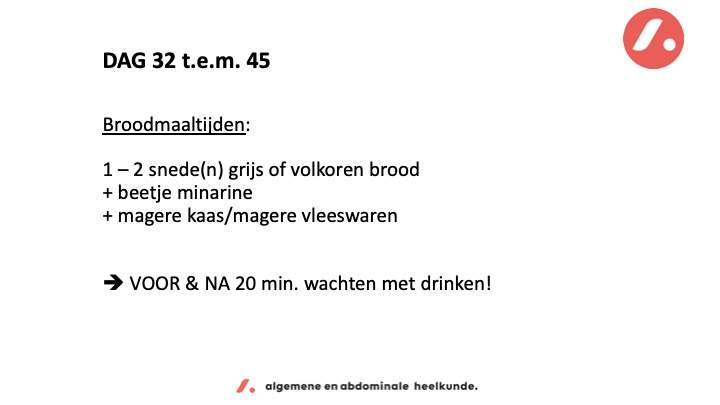 DAG 32 t.e.m. 45
Broodmaaltijden:
1 – 2 snede(n) grijs of volkoren brood
+ beetje minarine
+ magere kaas/magere vleeswaren
➔ VOOR & NA 20 min. wachten met drinken!
algemene en abdominale heelkunde.